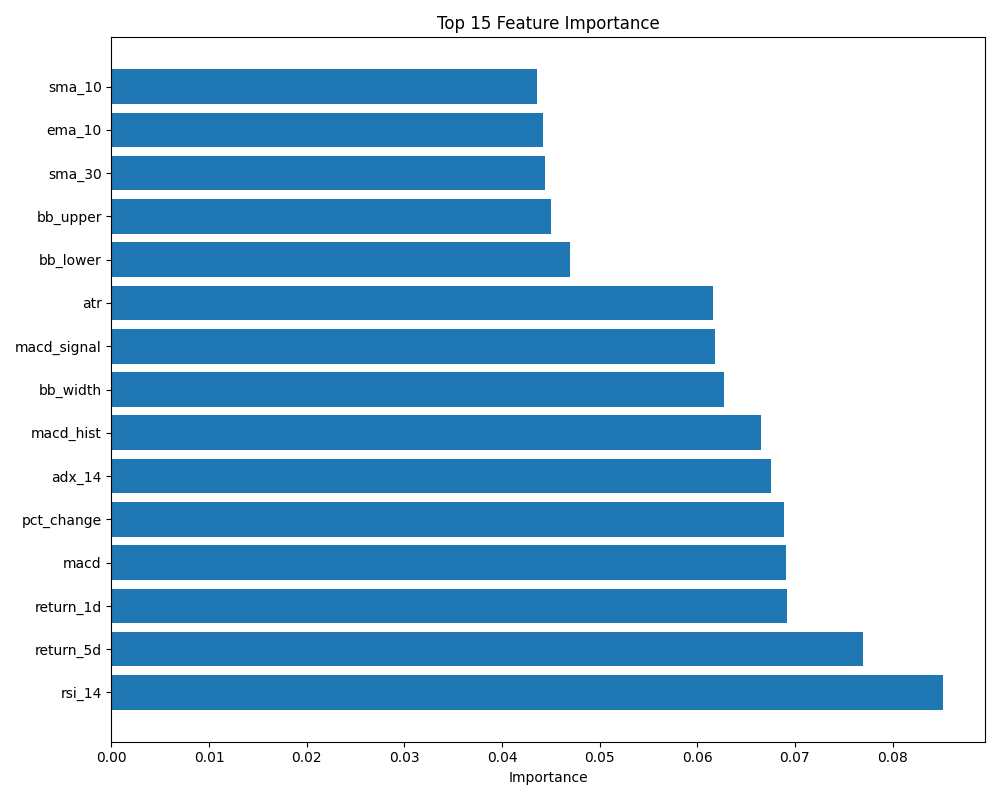 Top 15 Feature Importance
sma_10
ema_10
sma_30
bb_upper
bb_lower
atr
macd_signal
bb_width
macd_hist
adx_14
pct_change
macd
return_1d
return_5d
rsi_14
0.00 0.01 0.02 0.03 0.04 0.05 0.06 0.07 0.08
Importance